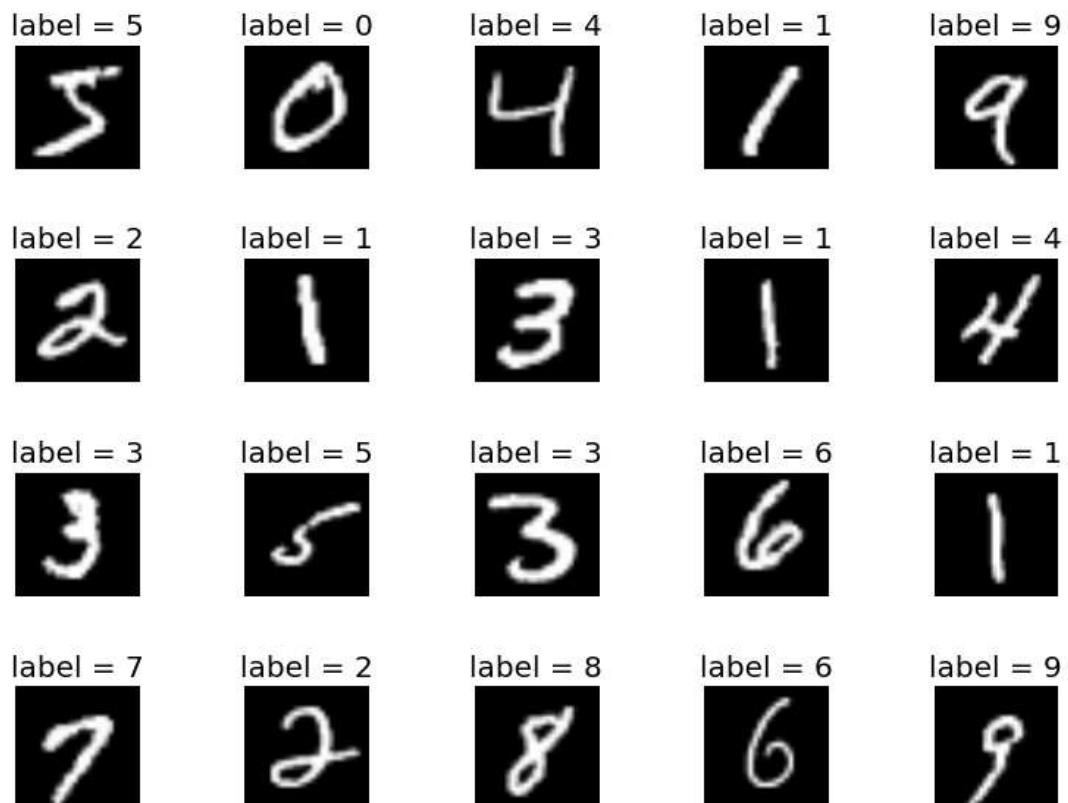 label = 5 label = 0 label = 4 label = 1 label = 9
5 0 4 1 9
label = 2 label = 1 label = 3 label = 1 label = 4
2 1 3 1 4
label = 3 label = 5 label = 3 label = 6 label = 1
3 5 3 6 1
label = 7 label = 2 label = 8 label = 6 label = 9
7 2 8 6 9